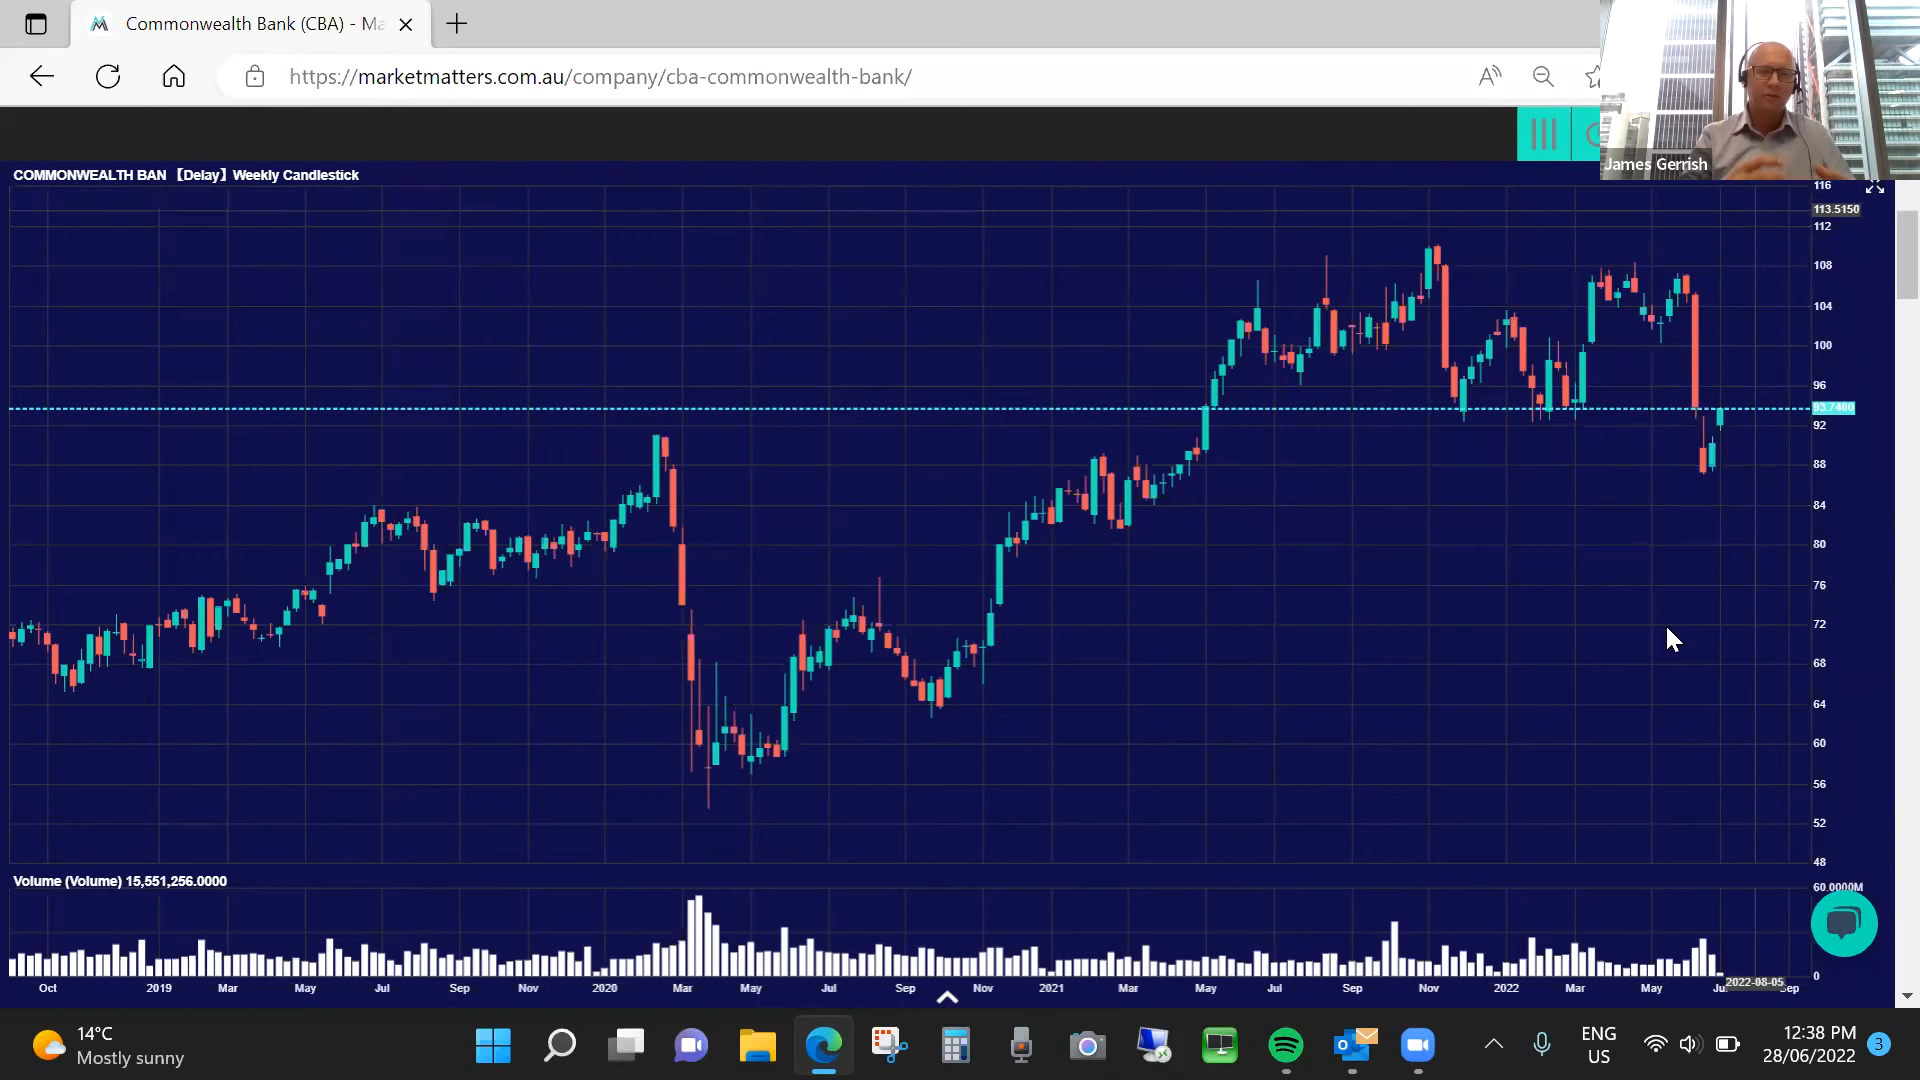 Commonwealth Bank (CBA) - Ma
https://marketmatters.com.au/company/cba-commonwealth-bank/
James Gerrish
COMMONWEALTH BAN 【Delay】Weekly Candlestick
116
113.5150
112
108
104
100
96
93.7400
92
88
84
80
76
72
68
64
60
56
52
48
Volume (Volume) 15,551,256.0000
60.0000M
0
Oct 2019 Mar May Jul Sep Nov 2020 Mar May Jul Sep Nov 2021 Mar May Jul Sep Nov 2022 Mar May Ju 2022-08-05 Sep
14°C
Mostly sunny
ENG
US
12:38 PM
28/06/2022
3